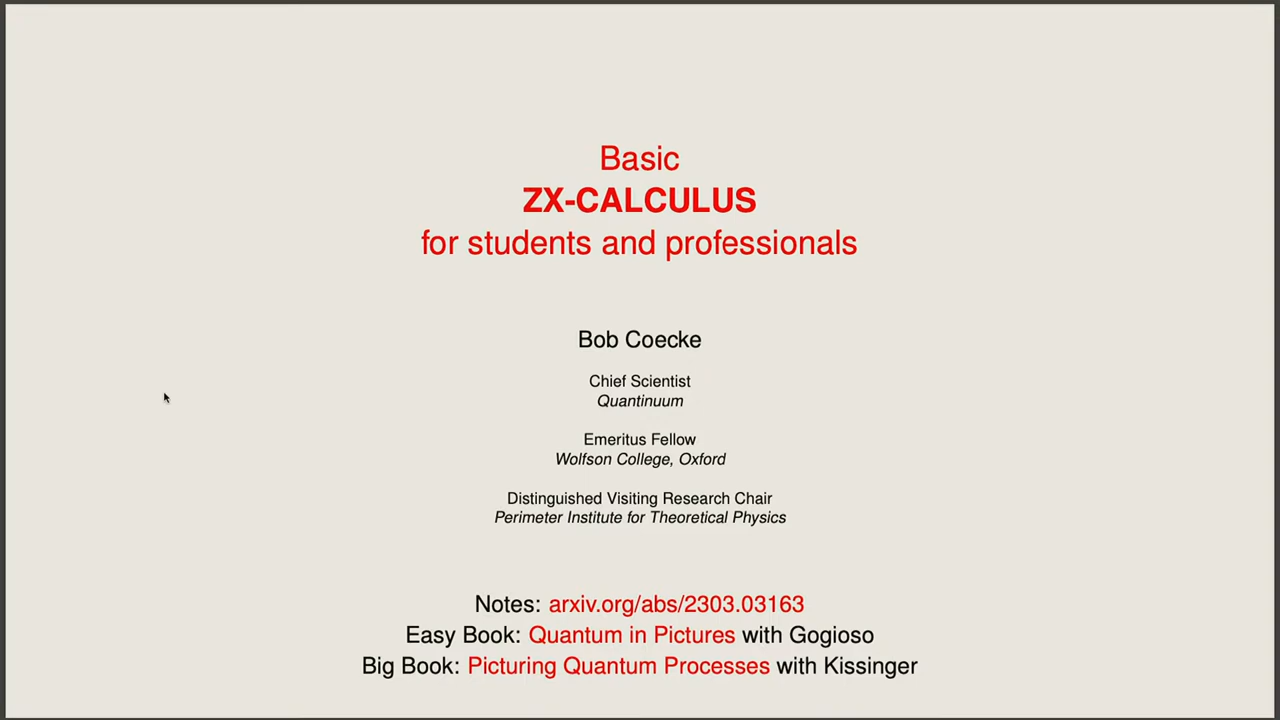 Basic
ZX-CALCULUS
for students and professionals
Bob Coecke
Chief Scientist
Quantinuum
Emeritus Fellow
Wolfson College, Oxford
Distinguished Visiting Research Chair
Perimeter Institute for Theoretical Physics
Notes: arxiv.org/abs/2303.03163
Easy Book: Quantum in Pictures with Gogioso
Big Book: Picturing Quantum Processes with Kissinger